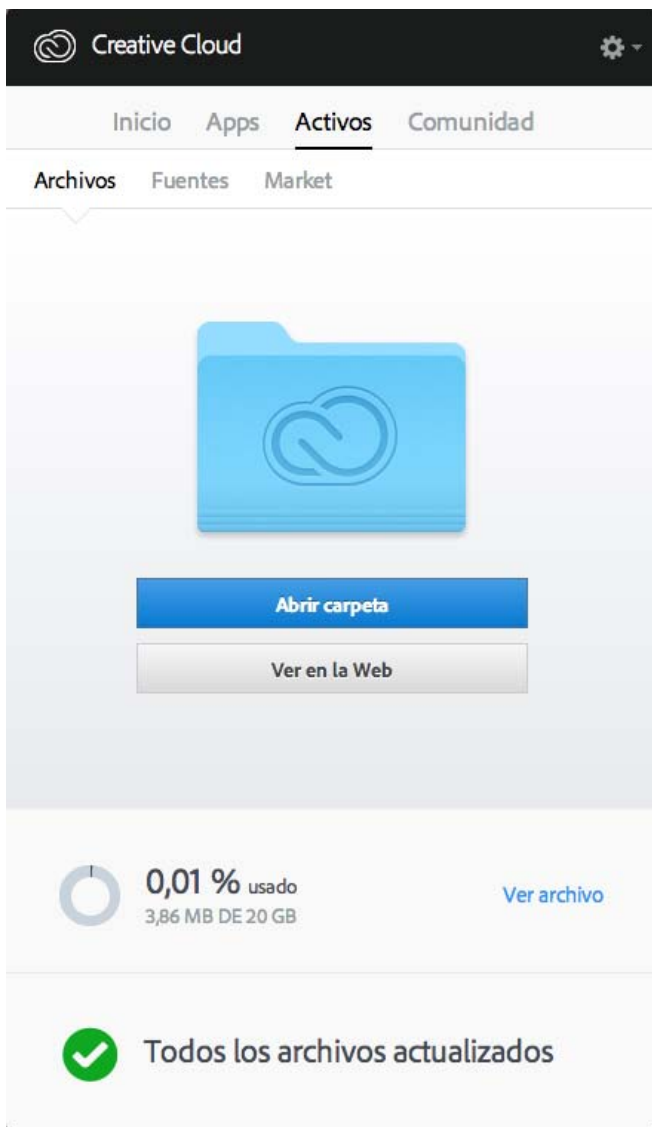 Creative Cloud
Inicio Apps Activos Comunidad
Archivos Fuentes Market
Abrir carpeta
Ver en la Web
0,01 % usado
3,86 MB DE 20 GB
Ver archivo
Todos los archivos actualizados